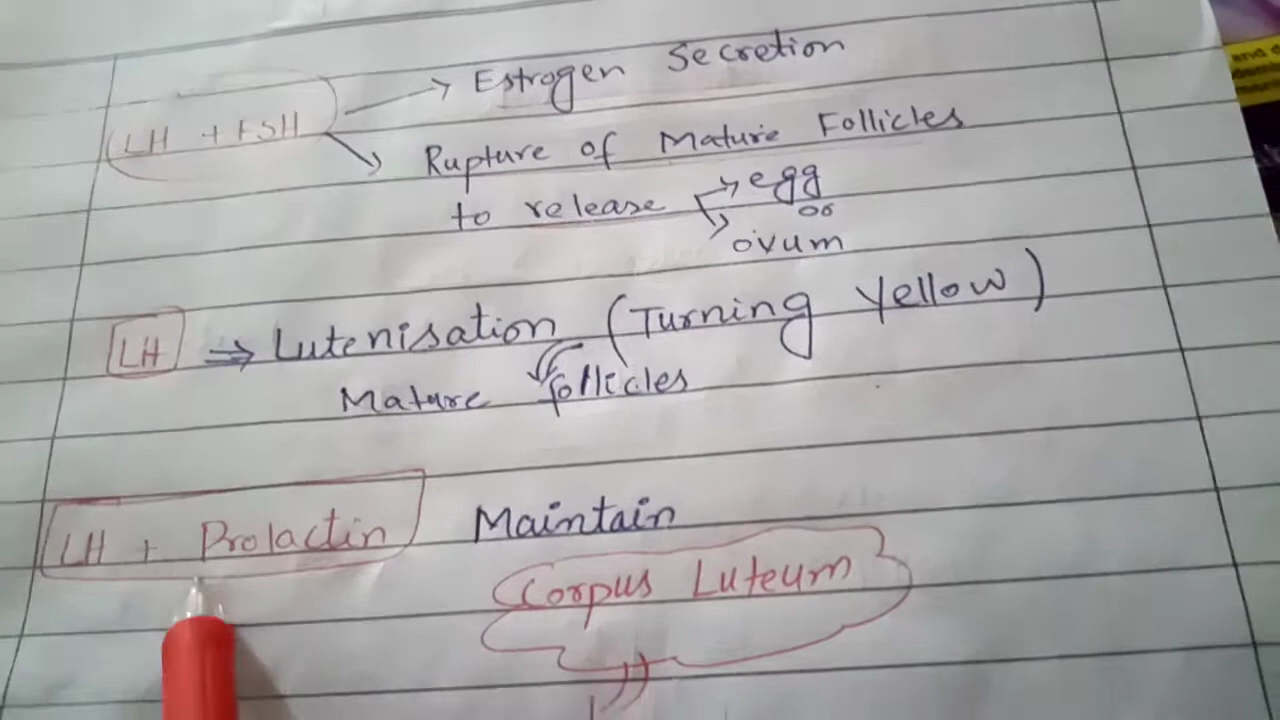 LH + FSH → Estrogen Secretion
Rupture of Mature Follicles
to release → egg
or
ovum
LH ⇒ Lutenisation (Turning Yellow)
Mature follicles
LH + Prolactin Maintain
Corpus Luteum